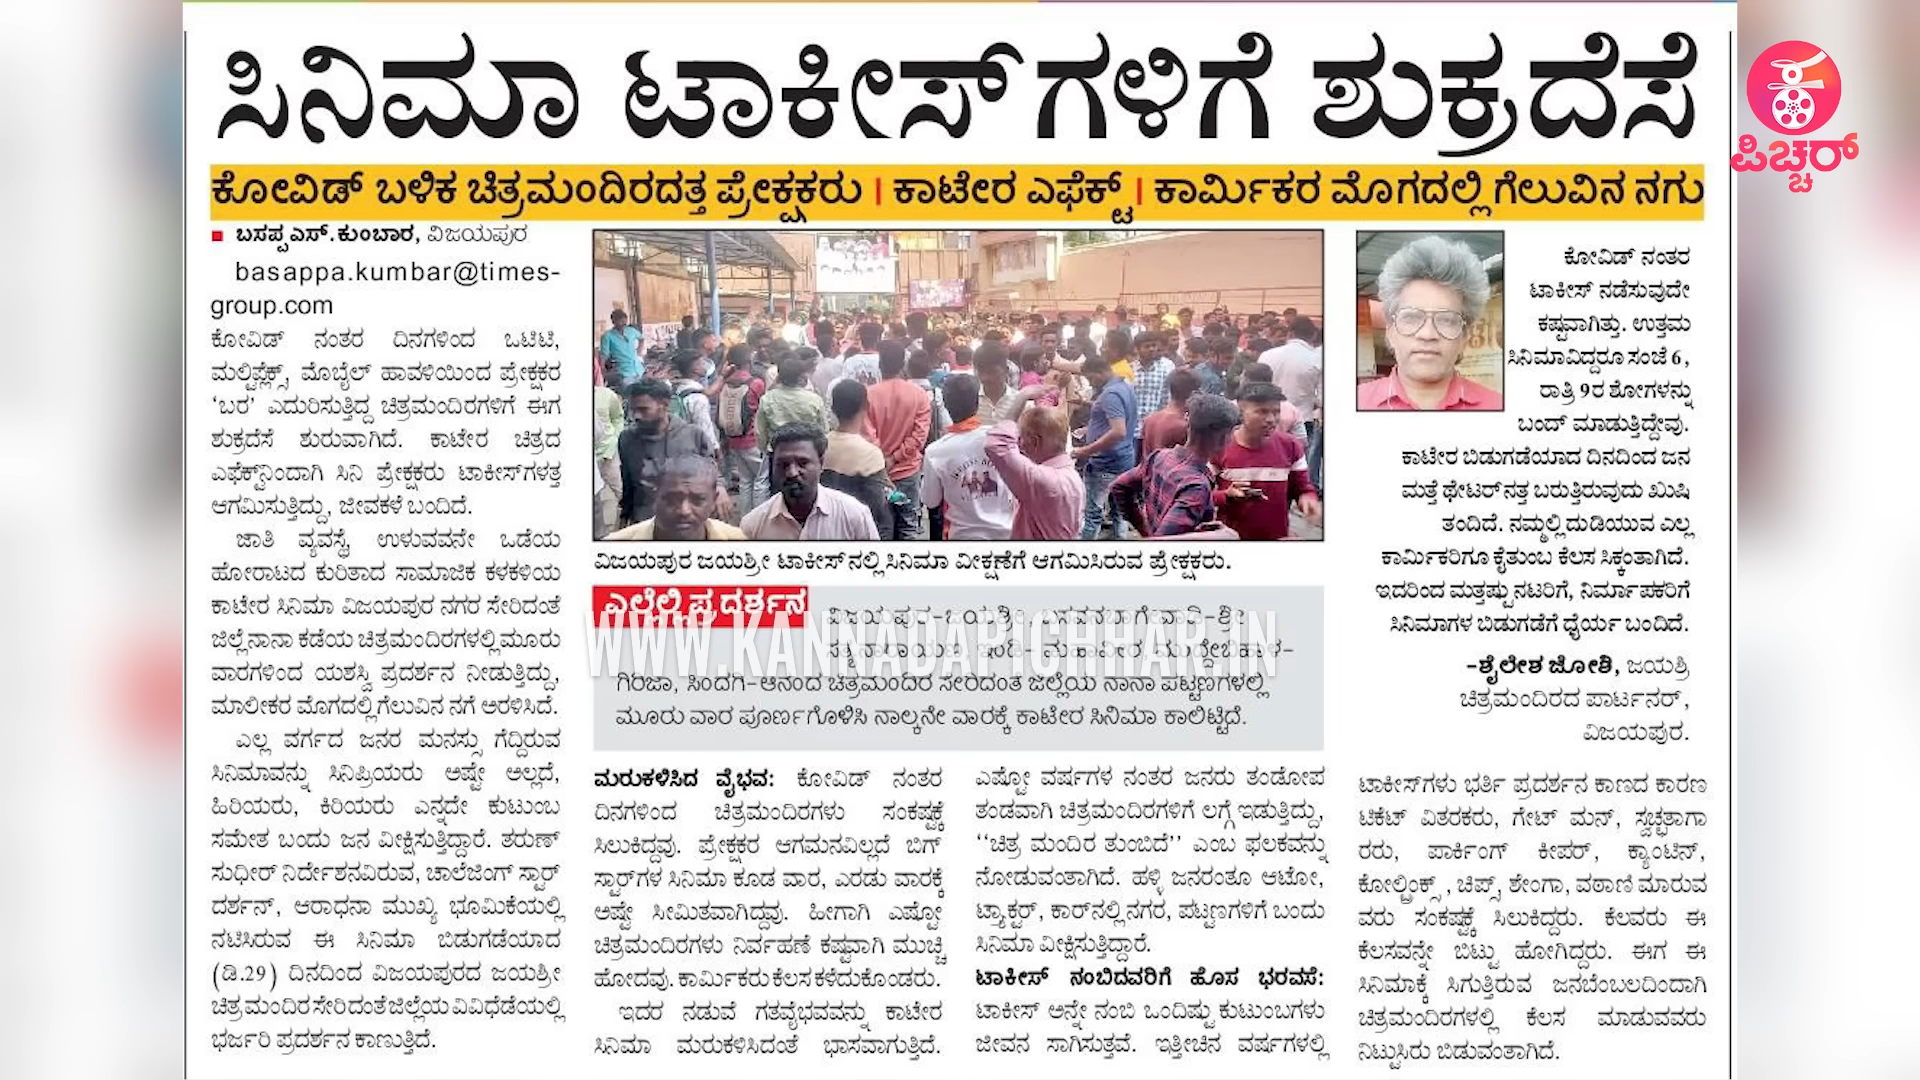 ಸಿನಿಮಾ ಟಾಕೀಸ್‌ಗಳಿಗೆ ಶುಕ್ರದೆಸೆ
ಪಿಚ್ಚರ್
ಕೋವಿಡ್ ಬಳಿಕ ಚಿತ್ರಮಂದಿರದತ್ತ ಪ್ರೇಕ್ಷಕರು । ಕಾಟೇರ ಎಫೆಕ್ಟ್ । ಕಾರ್ಮಿಕರ ಮೊಗದಲ್ಲಿ ಗೆಲುವಿನ ನಗು
■ ಬಸಪ್ಪ ಎಸ್.ಕುಂಬಾರ, ವಿಜಯಪುರ
basappa.kumbar@times-
group.com
ಕೋವಿಡ್ ನಂತರ ದಿನಗಳಿಂದ ಒಟಿಟಿ,
ಮಲ್ಟಿಪ್ಲೆಕ್ಸ್, ಮೊಬೈಲ್ ಹಾವಳಿಯಿಂದ ಪ್ರೇಕ್ಷಕರ
‘ಬರ’ ಎದುರಿಸುತ್ತಿದ್ದ ಚಿತ್ರಮಂದಿರಗಳಿಗೆ ಈಗ
ಶುಕ್ರದೆಸೆ ಶುರುವಾಗಿದೆ. ಕಾಟೇರ ಚಿತ್ರದ
ಎಫೆಕ್ಟ್‌ನಿಂದಾಗಿ ಸಿನಿ ಪ್ರೇಕ್ಷಕರು ಟಾಕೀಸ್‌ಗಳತ್ತ
ಆಗಮಿಸುತ್ತಿದ್ದು, ಜೀವಕಳೆ ಬಂದಿದೆ.
ಜಾತಿ ವ್ಯವಸ್ಥೆ, ಉಳುವವನೇ ಒಡೆಯ
ಹೋರಾಟದ ಕುರಿತಾದ ಸಾಮಾಜಿಕ ಕಳಕಳಿಯ
ಕಾಟೇರ ಸಿನಿಮಾ ವಿಜಯಪುರ ನಗರ ಸೇರಿದಂತೆ
ಜಿಲ್ಲೆ ನಾನಾ ಕಡೆಯ ಚಿತ್ರಮಂದಿರಗಳಲ್ಲಿ ಮೂರು
ವಾರಗಳಿಂದ ಯಶಸ್ವಿ ಪ್ರದರ್ಶನ ನೀಡುತ್ತಿದ್ದು,
ಮಾಲೀಕರ ಮೊಗದಲ್ಲಿ ಗೆಲುವಿನ ನಗೆ ಅರಳಿಸಿದೆ.
ಎಲ್ಲ ವರ್ಗದ ಜನರ ಮನಸ್ಸು ಗೆದ್ದಿರುವ
ಸಿನಿಮಾವನ್ನು ಸಿನಿಪ್ರಿಯರು ಅಷ್ಟೇ ಅಲ್ಲದೆ,
ಹಿರಿಯರು, ಕಿರಿಯರು ಎನ್ನದೇ ಕುಟುಂಬ
ಸಮೇತ ಬಂದು ಜನ ವೀಕ್ಷಿಸುತ್ತಿದ್ದಾರೆ. ತರುಣ್
ಸುಧೀರ್ ನಿರ್ದೇಶನವಿರುವ, ಚಾಲೆಜಿಂಗ್ ಸ್ಟಾರ್
ದರ್ಶನ್, ಆರಾಧನಾ ಮುಖ್ಯ ಭೂಮಿಕೆಯಲ್ಲಿ
ನಟಿಸಿರುವ ಈ ಸಿನಿಮಾ ಬಿಡುಗಡೆಯಾದ
(ಡಿ.29) ದಿನದಿಂದ ವಿಜಯಪುರದ ಜಯಶ್ರೀ
ಚಿತ್ರಮಂದಿರ ಸೇರಿದಂತೆ ಜಿಲ್ಲೆಯ ವಿವಿಧೆಡೆಯಲ್ಲಿ
ಭರ್ಜರಿ ಪ್ರದರ್ಶನ ಕಾಣುತ್ತಿದೆ.
ವಿಜಯಪುರ ಜಯಶ್ರೀ ಟಾಕೀಸ್‌ನಲ್ಲಿ ಸಿನಿಮಾ ವೀಕ್ಷಣೆಗೆ ಆಗಮಿಸಿರುವ ಪ್ರೇಕ್ಷಕರು.
ಎಲ್ಲೆಲ್ಲಿ ಪ್ರದರ್ಶನ
ವಿಜಯಪುರ-ಜಯಶ್ರೀ, ಬಸವನಬಾಗೇವಾಡಿ-ಶ್ರೀ
ಸತ್ಯನಾರಾಯಣ, ಇಂಡಿ- ಮಹಾವೀರ, ಮುದ್ದೇಬಿಹಾಳ-
ಗಿರಿಜಾ, ಸಿಂದಗಿ-ಆನಂದ ಚಿತ್ರಮಂದಿರ ಸೇರಿದಂತೆ ಜಿಲ್ಲೆಯ ನಾನಾ ಪಟ್ಟಣಗಳಲ್ಲಿ
ಮೂರು ವಾರ ಪೂರ್ಣಗೊಳಿಸಿ ನಾಲ್ಕನೇ ವಾರಕ್ಕೆ ಕಾಟೇರ ಸಿನಿಮಾ ಕಾಲಿಟ್ಟಿದೆ.
WWW.KANNADAPICHHAR.IN
ಮರುಕಳಿಸಿದ ವೈಭವ: ಕೋವಿಡ್ ನಂತರ
ದಿನಗಳಿಂದ ಚಿತ್ರಮಂದಿರಗಳು ಸಂಕಷ್ಟಕ್ಕೆ
ಸಿಲುಕಿದ್ದವು. ಪ್ರೇಕ್ಷಕರ ಆಗಮನವಿಲ್ಲದೆ ಬಿಗ್
ಸ್ಟಾರ್‌ಗಳ ಸಿನಿಮಾ ಕೂಡ ವಾರ, ಎರಡು ವಾರಕ್ಕೆ
ಅಷ್ಟೇ ಸೀಮಿತವಾಗಿದ್ದವು. ಹೀಗಾಗಿ ಎಷ್ಟೋ
ಚಿತ್ರಮಂದಿರಗಳು ನಿರ್ವಹಣೆ ಕಷ್ಟವಾಗಿ ಮುಚ್ಚಿ
ಹೋದವು. ಕಾರ್ಮಿಕರು ಕೆಲಸ ಕಳೆದುಕೊಂಡರು.
ಇದರ ನಡುವೆ ಗತವೈಭವವನ್ನು ಕಾಟೇರ
ಸಿನಿಮಾ ಮರುಕಳಿಸಿದಂತೆ ಭಾಸವಾಗುತ್ತಿದೆ.
ಎಷ್ಟೋ ವರ್ಷಗಳ ನಂತರ ಜನರು ತಂಡೋಪ
ತಂಡವಾಗಿ ಚಿತ್ರಮಂದಿರಗಳಿಗೆ ಲಗ್ಗೆ ಇಡುತ್ತಿದ್ದು,
‘‘ಚಿತ್ರ ಮಂದಿರ ತುಂಬಿದೆ’’ ಎಂಬ ಫಲಕವನ್ನು
ನೋಡುವಂತಾಗಿದೆ. ಹಳ್ಳಿ ಜನರಂತೂ ಆಟೋ,
ಟ್ರ್ಯಾಕ್ಟರ್, ಕಾರ್‌ನಲ್ಲಿ ನಗರ, ಪಟ್ಟಣಗಳಿಗೆ ಬಂದು
ಸಿನಿಮಾ ವೀಕ್ಷಿಸುತ್ತಿದ್ದಾರೆ.
ಟಾಕೀಸ್ ನಂಬಿದವರಿಗೆ ಹೊಸ ಭರವಸೆ:
ಟಾಕೀಸ್ ಅನ್ನೇ ನಂಬಿ ಒಂದಿಷ್ಟು ಕುಟುಂಬಗಳು
ಜೀವನ ಸಾಗಿಸುತ್ತವೆ. ಇತ್ತೀಚಿನ ವರ್ಷಗಳಲ್ಲಿ
ಕೋವಿಡ್ ನಂತರ
ಟಾಕೀಸ್ ನಡೆಸುವುದೇ
ಕಷ್ಟವಾಗಿತ್ತು. ಉತ್ತಮ
ಸಿನಿಮಾವಿದ್ದರೂ ಸಂಜೆ 6,
ರಾತ್ರಿ 9ರ ಶೋಗಳನ್ನು
ಬಂದ್ ಮಾಡುತ್ತಿದ್ದೇವು.
ಕಾಟೇರ ಬಿಡುಗಡೆಯಾದ ದಿನದಿಂದ ಜನ
ಮತ್ತೆ ಥೇಟರ್‌ನತ್ತ ಬರುತ್ತಿರುವುದು ಖುಷಿ
ತಂದಿದೆ. ನಮ್ಮಲ್ಲಿ ದುಡಿಯುವ ಎಲ್ಲ
ಕಾರ್ಮಿಕರಿಗೂ ಕೈತುಂಬ ಕೆಲಸ ಸಿಕ್ಕಂತಾಗಿದೆ.
ಇದರಿಂದ ಮತ್ತಷ್ಟು ನಟರಿಗೆ, ನಿರ್ಮಾಪಕರಿಗೆ
ಸಿನಿಮಾಗಳ ಬಿಡುಗಡೆಗೆ ಧೈರ್ಯ ಬಂದಿದೆ.
-ಶೈಲೇಶ ಜೋಶಿ, ಜಯಶ್ರಿ
ಚಿತ್ರಮಂದಿರದ ಪಾರ್ಟನರ್,
ವಿಜಯಪುರ.
ಟಾಕೀಸ್‌ಗಳು ಭರ್ತಿ ಪ್ರದರ್ಶನ ಕಾಣದ ಕಾರಣ
ಟಿಕೆಟ್ ವಿತರಕರು, ಗೇಟ್ ಮನ್, ಸ್ವಚ್ಛತಾಗಾ
ರರು, ಪಾರ್ಕಿಂಗ್ ಕೀಪರ್, ಕ್ಯಾಂಟಿನ್,
ಕೋಲ್ಡ್ರಿಂಕ್ಸ್, ಚಿಪ್ಸ್, ಶೇಂಗಾ, ವಠಾಣಿ ಮಾರುವ
ವರು ಸಂಕಷ್ಟಕ್ಕೆ ಸಿಲುಕಿದ್ದರು. ಕೆಲವರು ಈ
ಕೆಲಸವನ್ನೇ ಬಿಟ್ಟು ಹೋಗಿದ್ದರು. ಈಗ ಈ
ಸಿನಿಮಾಕ್ಕೆ ಸಿಗುತ್ತಿರುವ ಜನಬೆಂಬಲದಿಂದಾಗಿ
ಚಿತ್ರಮಂದಿರಗಳಲ್ಲಿ ಕೆಲಸ ಮಾಡುವವರು
ನಿಟ್ಟುಸಿರು ಬಿಡುವಂತಾಗಿದೆ.